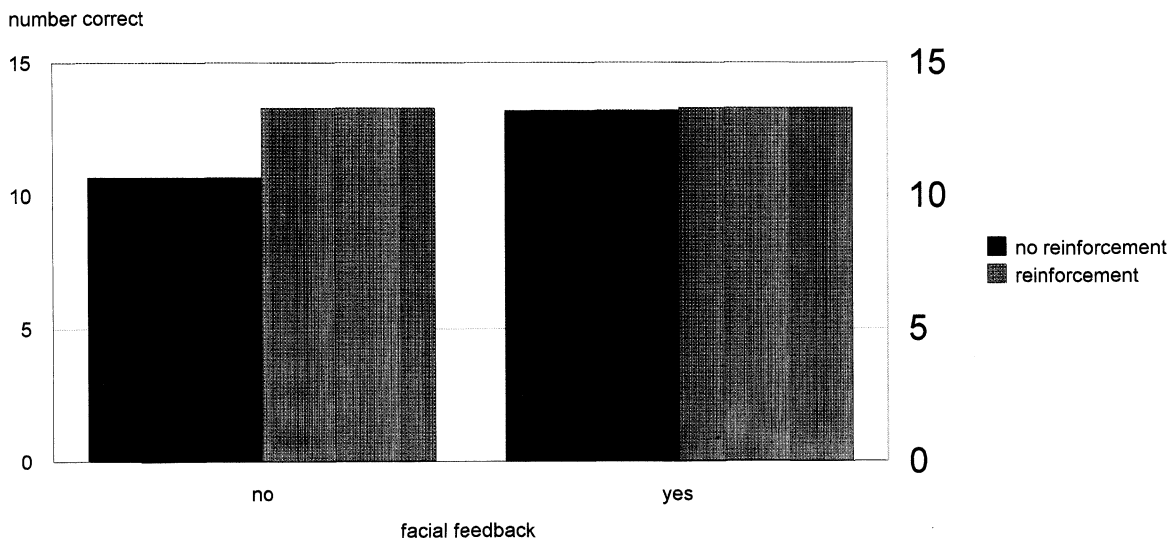 number correct
15
10
5
0
15
10
5
0
no reinforcement
reinforcement
no
yes
facial feedback